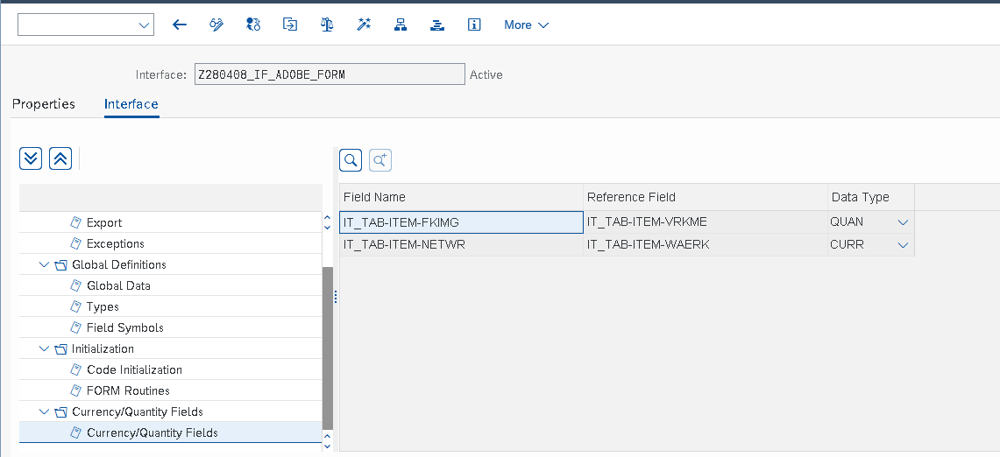 More
Interface: Z280408_IF_ADOBE_FORM Active
Properties Interface
Field Name Reference Field Data Type
IT_TAB-ITEM-FKIMG IT_TAB-ITEM-VRKME QUAN
IT_TAB-ITEM-NETWR IT_TAB-ITEM-WAERK CURR
Export
Exceptions
Global Definitions
Global Data
Types
Field Symbols
Initialization
Code Initialization
FORM Routines
Currency/Quantity Fields
Currency/Quantity Fields